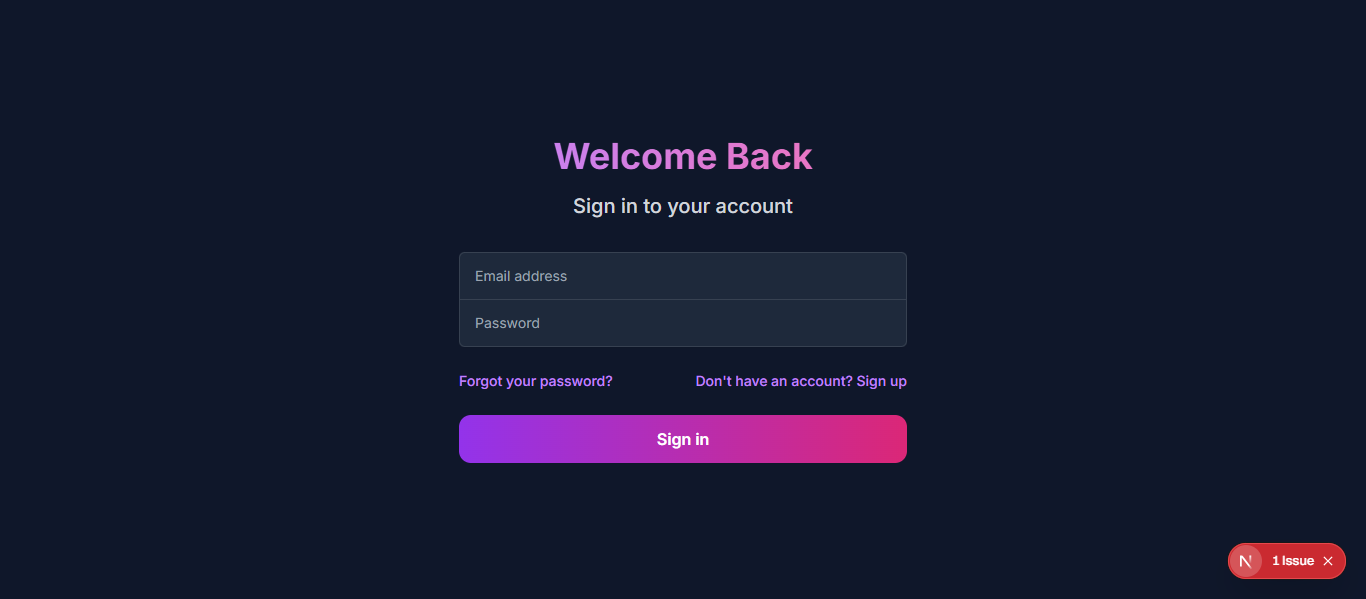 Welcome Back
Sign in to your account
Email address
Password
Forgot your password?
Don't have an account? Sign up
Sign in
N
1 Issue